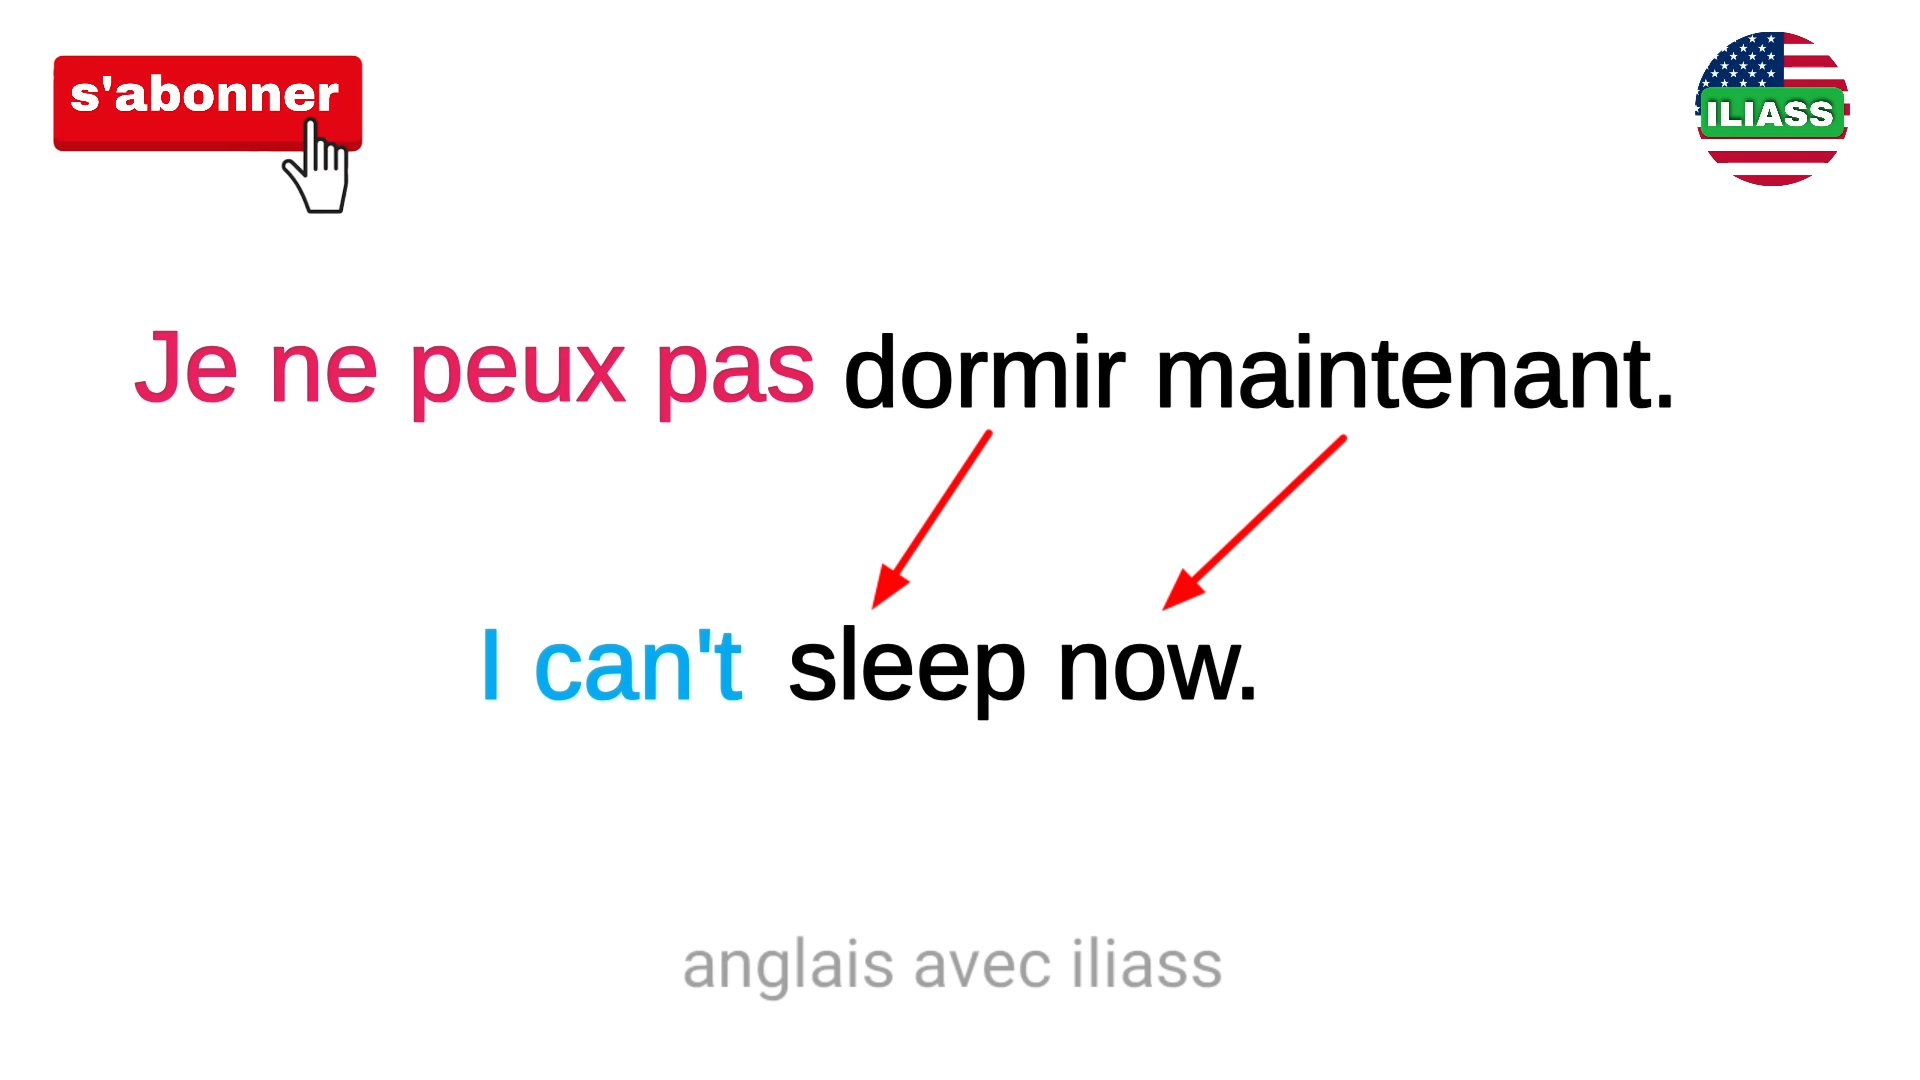 s'abonner
ILIASS
Je ne peux pas dormir maintenant.
I can't sleep now.
anglais avec iliass